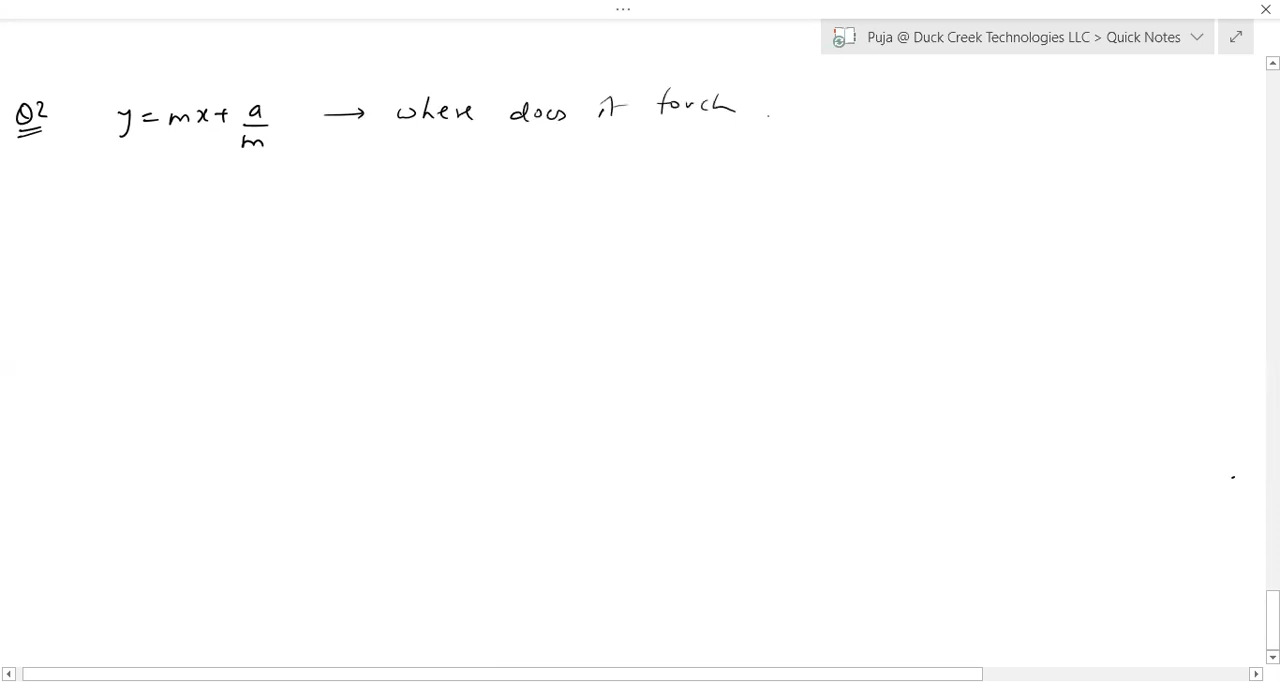 ...
Puja @ Duck Creek Technologies LLC > Quick Notes
Q2 y = mx + a/m → where does it touch .